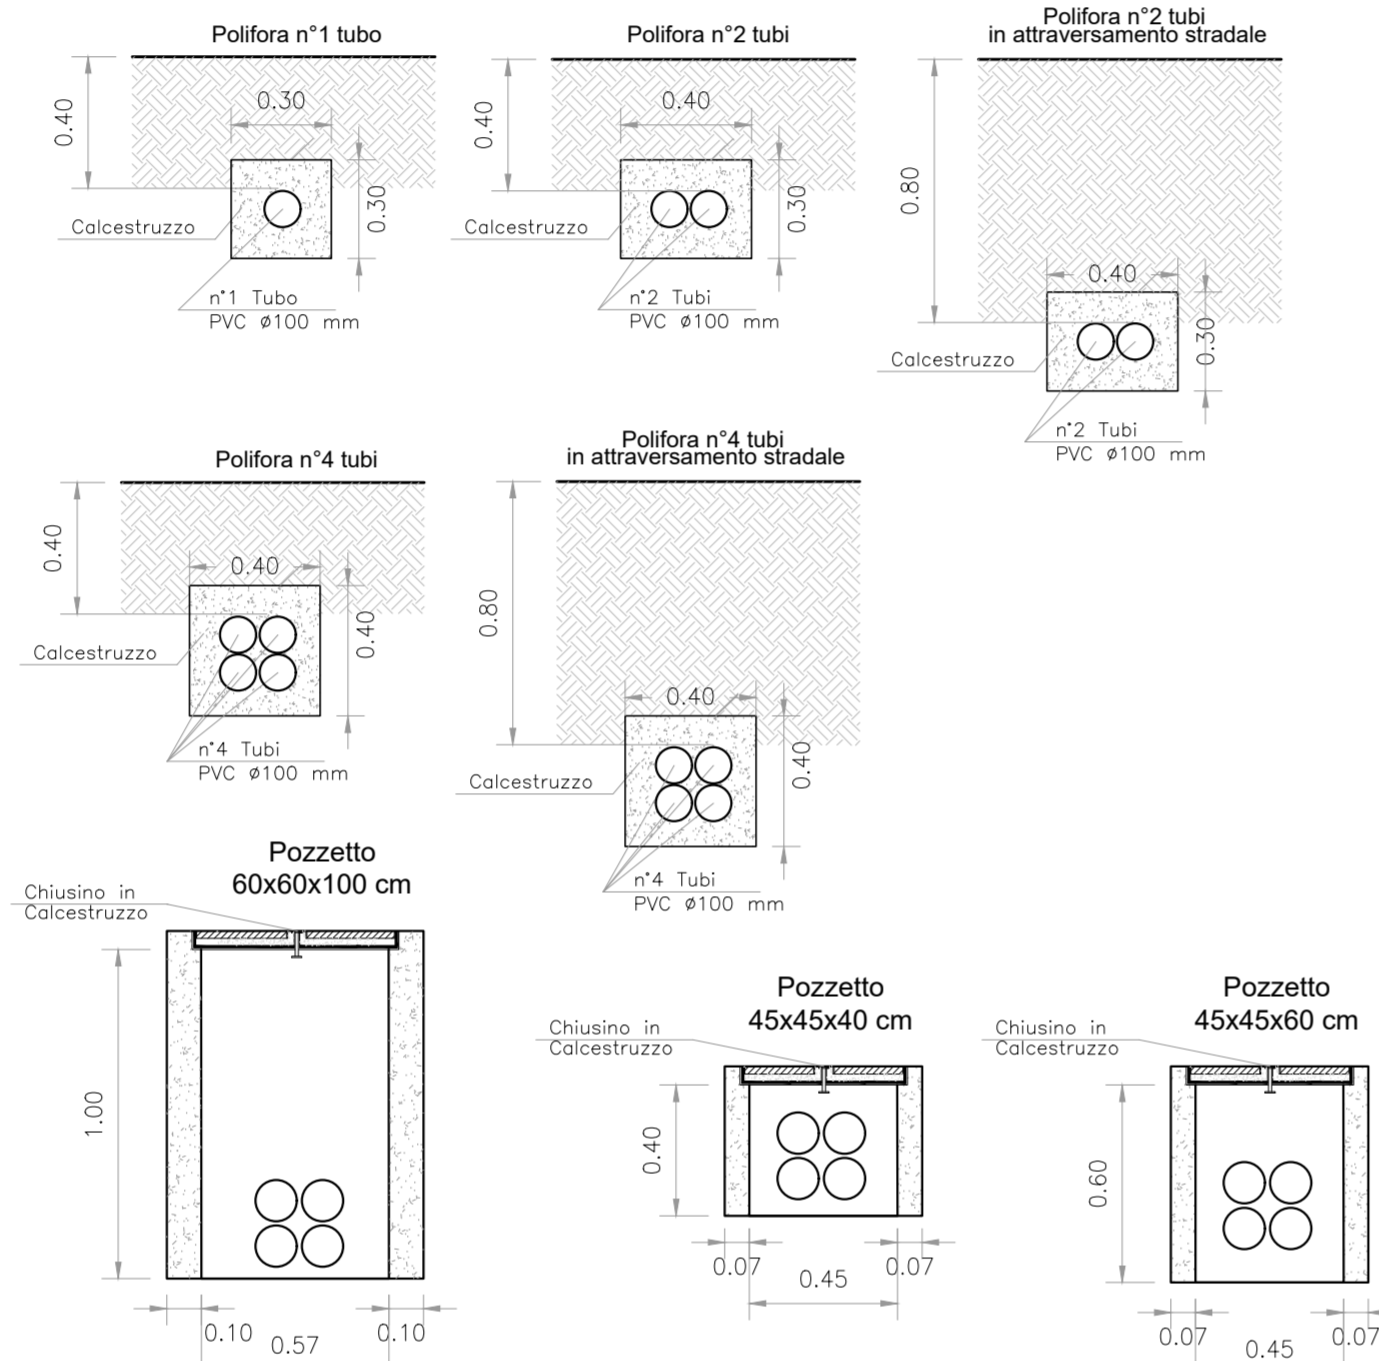 Polifora n°1 tubo
0.40
0.30
0.30
Calcestruzzo
n°1 Tubo
PVC ø100 mm
Polifora n°2 tubi
0.40
0.40
0.30
Calcestruzzo
n°2 Tubi
PVC ø100 mm
Polifora n°2 tubi
in attraversamento stradale
0.80
0.40
0.30
Calcestruzzo
n°2 Tubi
PVC ø100 mm
Polifora n°4 tubi
0.40
0.40
0.40
Calcestruzzo
n°4 Tubi
PVC ø100 mm
Polifora n°4 tubi
in attraversamento stradale
0.80
0.40
0.40
Calcestruzzo
n°4 Tubi
PVC ø100 mm
Pozzetto
60x60x100 cm
Chiusino in
Calcestruzzo
1.00
0.10
0.57
0.10
Pozzetto
45x45x40 cm
Chiusino in
Calcestruzzo
0.40
0.07
0.45
0.07
Pozzetto
45x45x60 cm
Chiusino in
Calcestruzzo
0.60
0.07
0.45
0.07